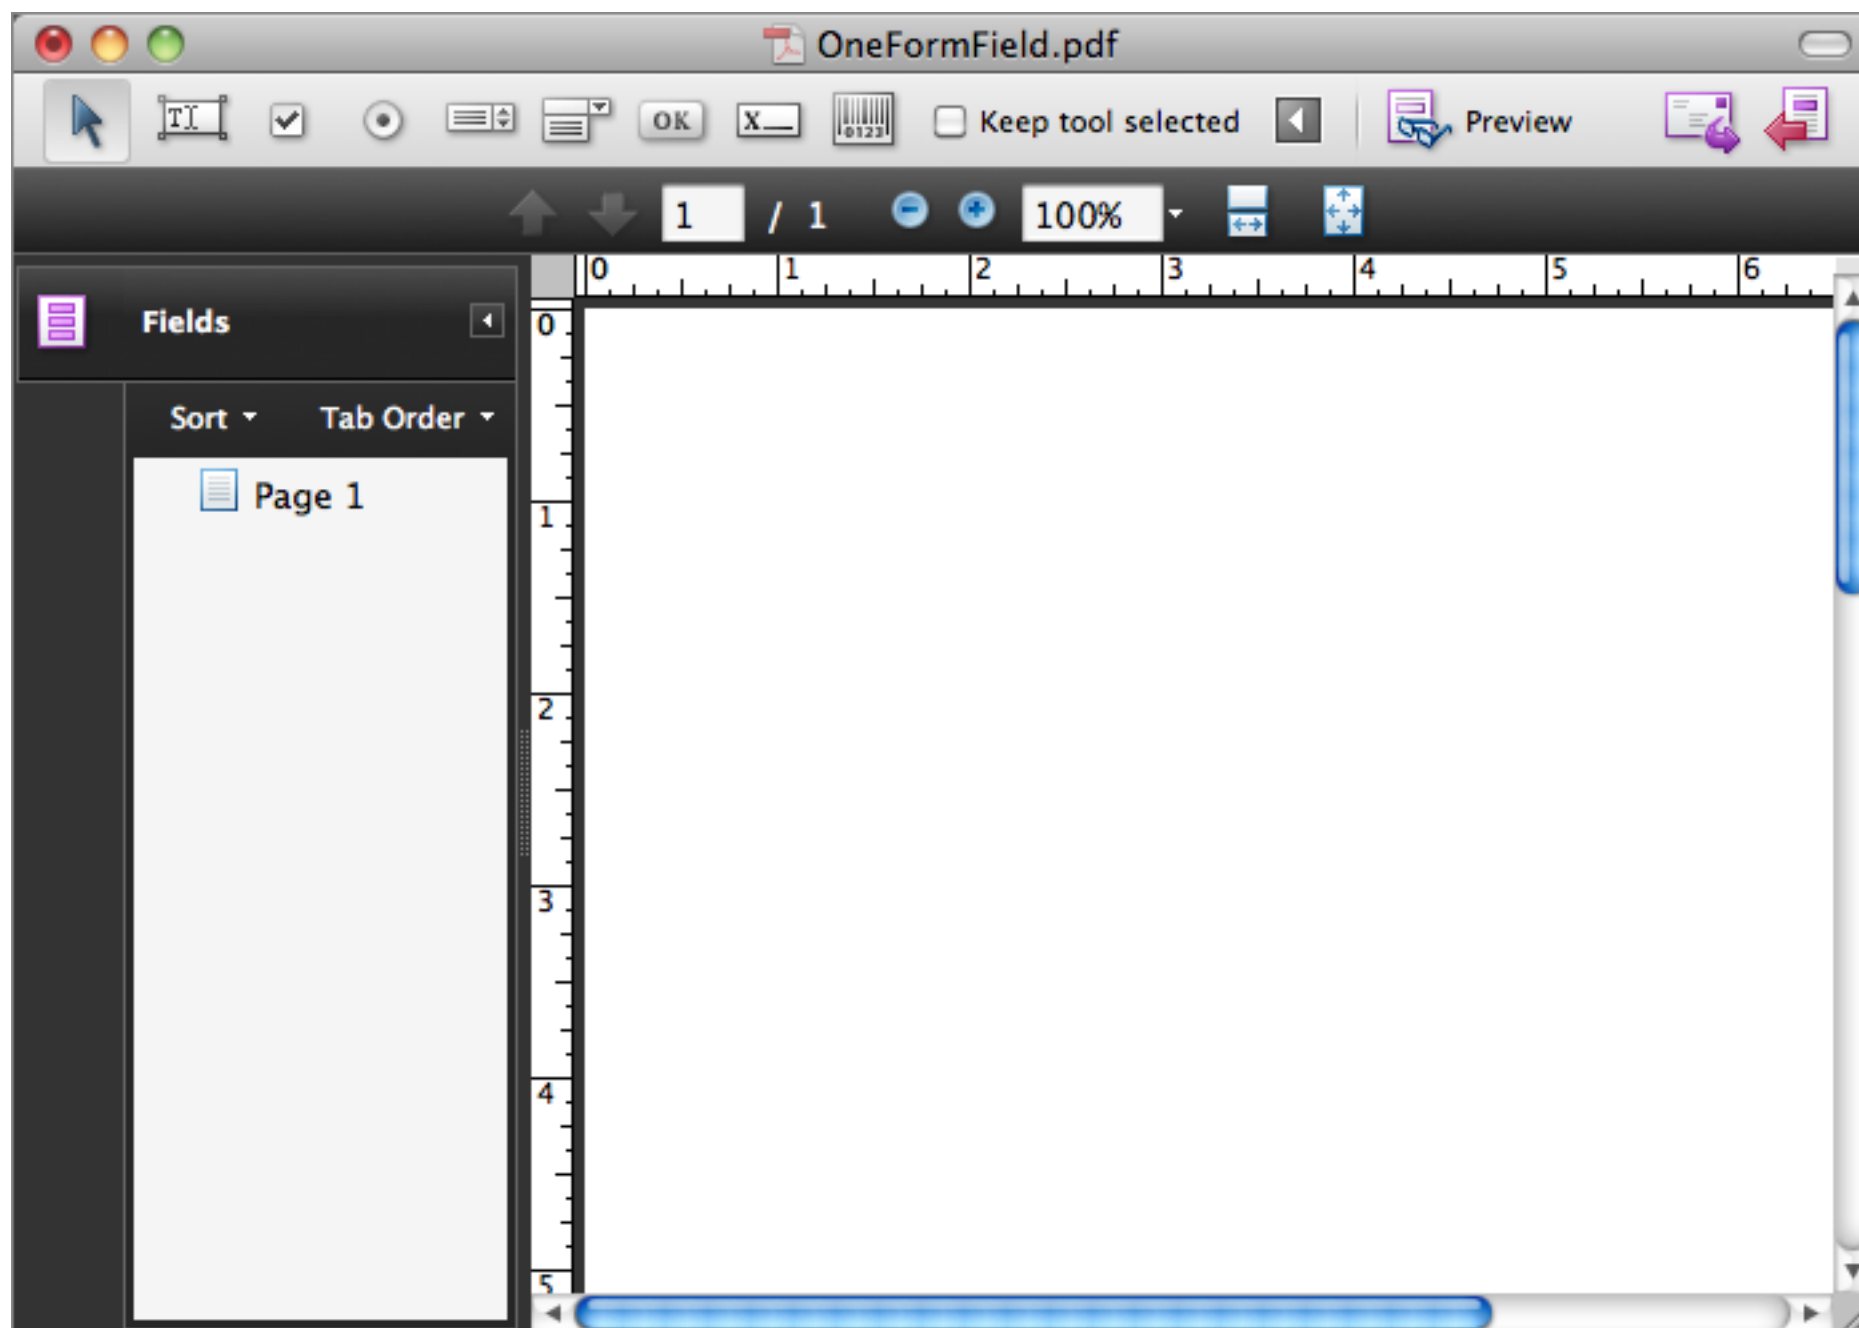 OneFormField.pdf
T OK X 0123 Keep tool selected Preview
1 / 1 100%
0 1 2 3 4 5 6
Fields
Sort Tab Order
Page 1
0
1
2
3
4
5